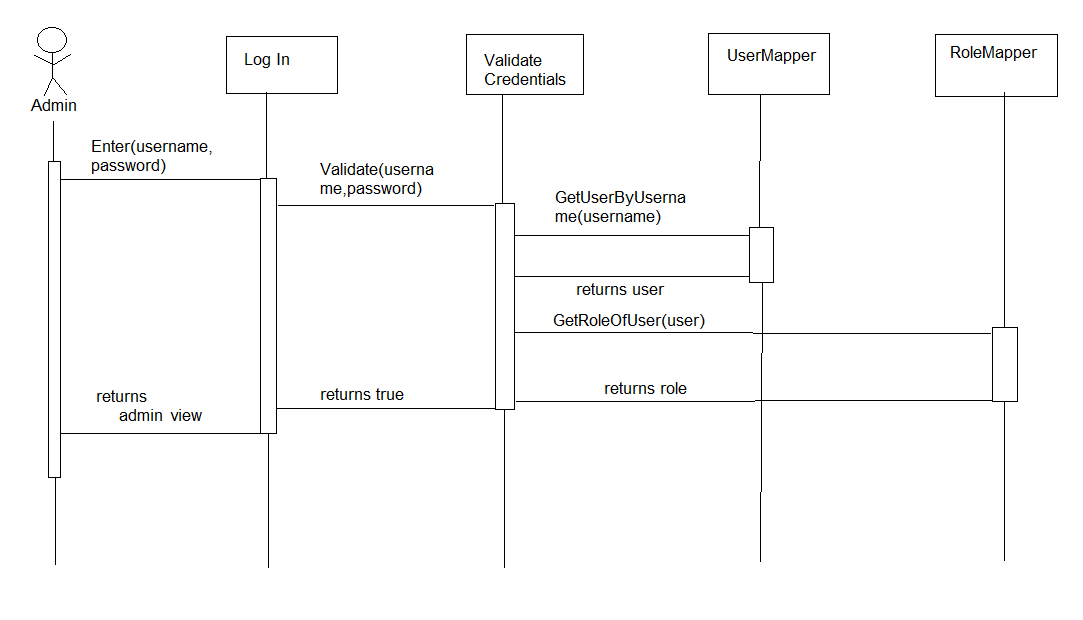 Admin
Log In
Validate
Credentials
UserMapper
RoleMapper
Enter(username,
password)
Validate(userna
me,password)
GetUserByUserna
me(username)
returns user
GetRoleOfUser(user)
returns role
returns true
returns
admin view